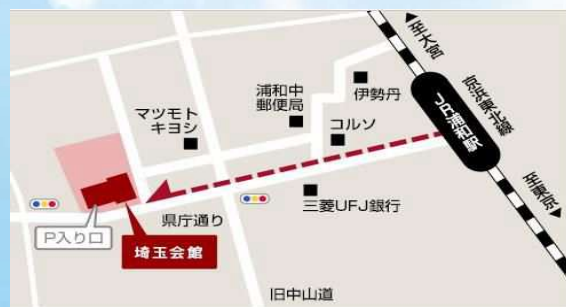 至大宮
京浜東北線
JR浦和駅
至東京
伊勢丹
浦和中
郵便局
コルソ
マツモト
キヨシ
三菱UFJ銀行
県庁通り
P入り口
埼玉会館
旧中山道